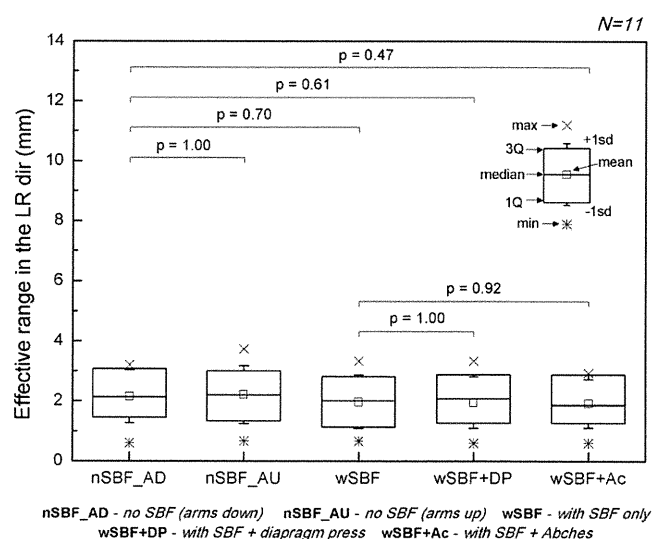 N=11
14
12
10
8
6
4
2
0
Effective range in the LR dir (mm)
p = 0.47
p = 0.61
p = 0.70
p = 1.00
max
+1sd
3Q
mean
median
1Q
-1sd
min
p = 0.92
p = 1.00
nSBF_AD nSBF_AU wSBF wSBF+DP wSBF+Ac
nSBF_AD - no SBF (arms down) nSBF_AU - no SBF (arms up) wSBF - with SBF only
wSBF+DP - with SBF + diapragm press wSBF+Ac - with SBF + Abches